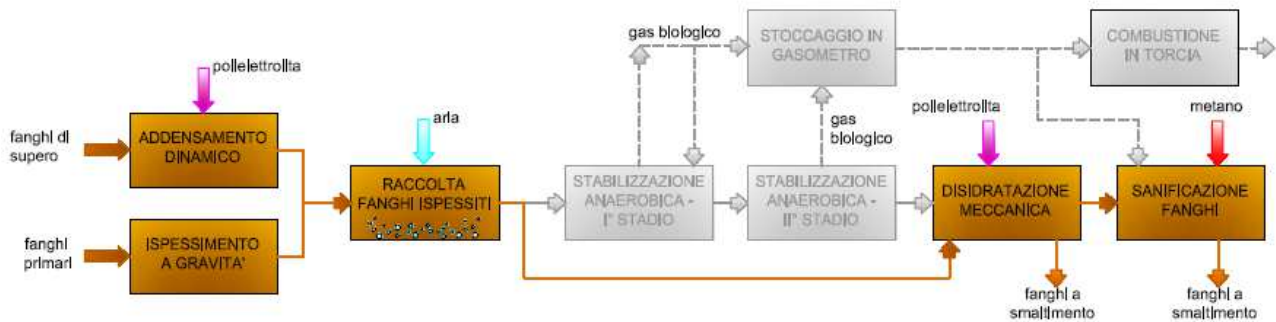 gas biologico
STOCCAGGIO IN
GASOMETRO
COMBUSTIONE
IN TORCIA
polielettrolita
fanghi di
supero
ADDENSAMENTO
DINAMICO
aria
gas
biologico
polielettrolita
metano
RACCOLTA
FANGHI ISPESSITI
STABILIZZAZIONE
ANAEROBICA -
I° STADIO
STABILIZZAZIONE
ANAEROBICA -
II° STADIO
DISIDRATAZIONE
MECCANICA
SANIFICAZIONE
FANGHI
fanghi
primari
ISPESSIMENTO
A GRAVITA'
fanghi a
smaltimento
fanghi a
smaltimento